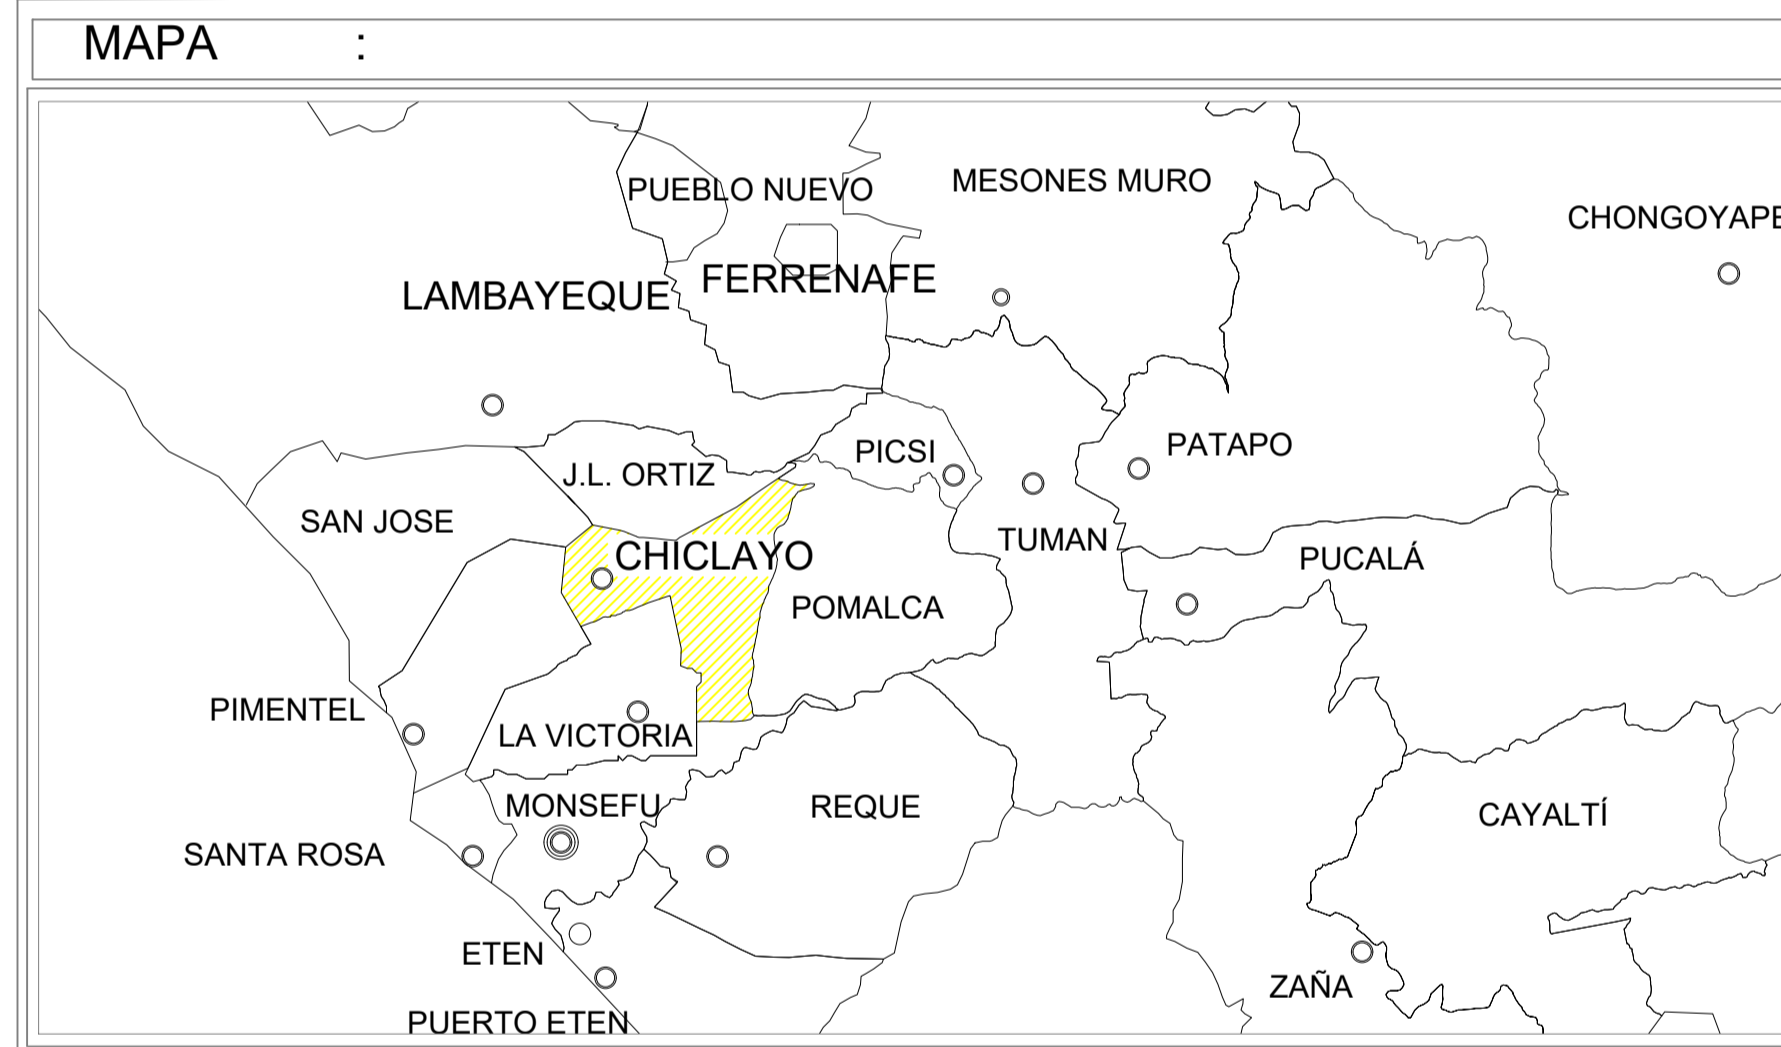 MAPA :
PUEBLO NUEVO
MESONES MURO
CHONGOYAPE
LAMBAYEQUE
FERRENAFE
PICSI
PATAPO
J.L. ORTIZ
SAN JOSE
CHICLAYO
TUMAN
PUCALÁ
POMALCA
PIMENTEL
LA VICTORIA
MONSEFU
REQUE
CAYALTÍ
SANTA ROSA
ETEN
ZAÑA
PUERTO ETEN